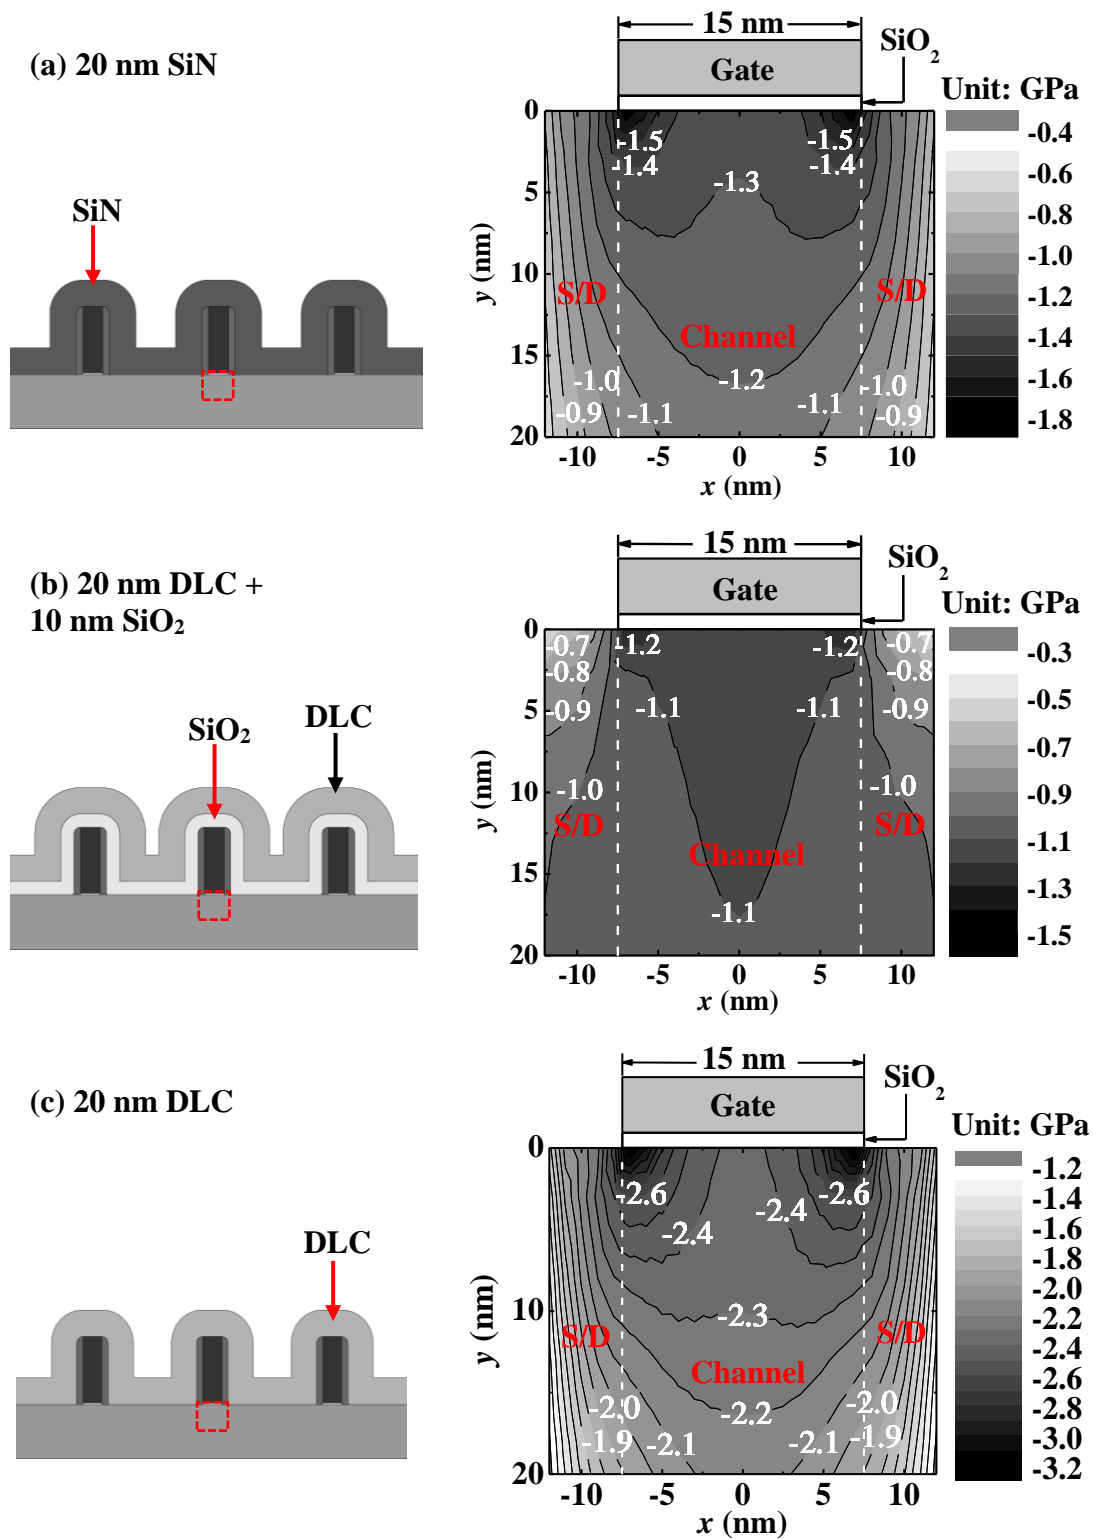 (a) 20 nm SiN
SiN
15 nm
SiO2
Gate
Unit: GPa
0
5
10
15
20
y (nm)
-1.5
-1.5
-1.4
-1.4
-1.3
S/D
S/D
Channel
-1.2
-1.0
-1.0
-0.9
-1.1
-1.1
-0.9
-10
-5
0
5
10
x (nm)
-0.4
-0.6
-0.8
-1.0
-1.2
-1.4
-1.6
-1.8
(b) 20 nm DLC +
10 nm SiO2
SiO2
DLC
15 nm
SiO2
Gate
Unit: GPa
0
5
10
15
20
y (nm)
-0.7
-1.2
-1.2
-0.7
-0.8
-0.8
-0.9
-1.1
-1.1
-0.9
-1.0
-1.0
S/D
S/D
Channel
-1.1
-10
-5
0
5
10
x (nm)
-0.3
-0.5
-0.7
-0.9
-1.1
-1.3
-1.5
(c) 20 nm DLC
DLC
15 nm
SiO2
Gate
Unit: GPa
0
10
20
y (nm)
-2.6
-2.6
-2.4
-2.4
-2.3
S/D
S/D
Channel
-2.2
-2.0
-2.0
-1.9
-2.1
-2.1
-1.9
-10
-5
0
5
10
x (nm)
-1.2
-1.4
-1.6
-1.8
-2.0
-2.2
-2.4
-2.6
-3.0
-3.2